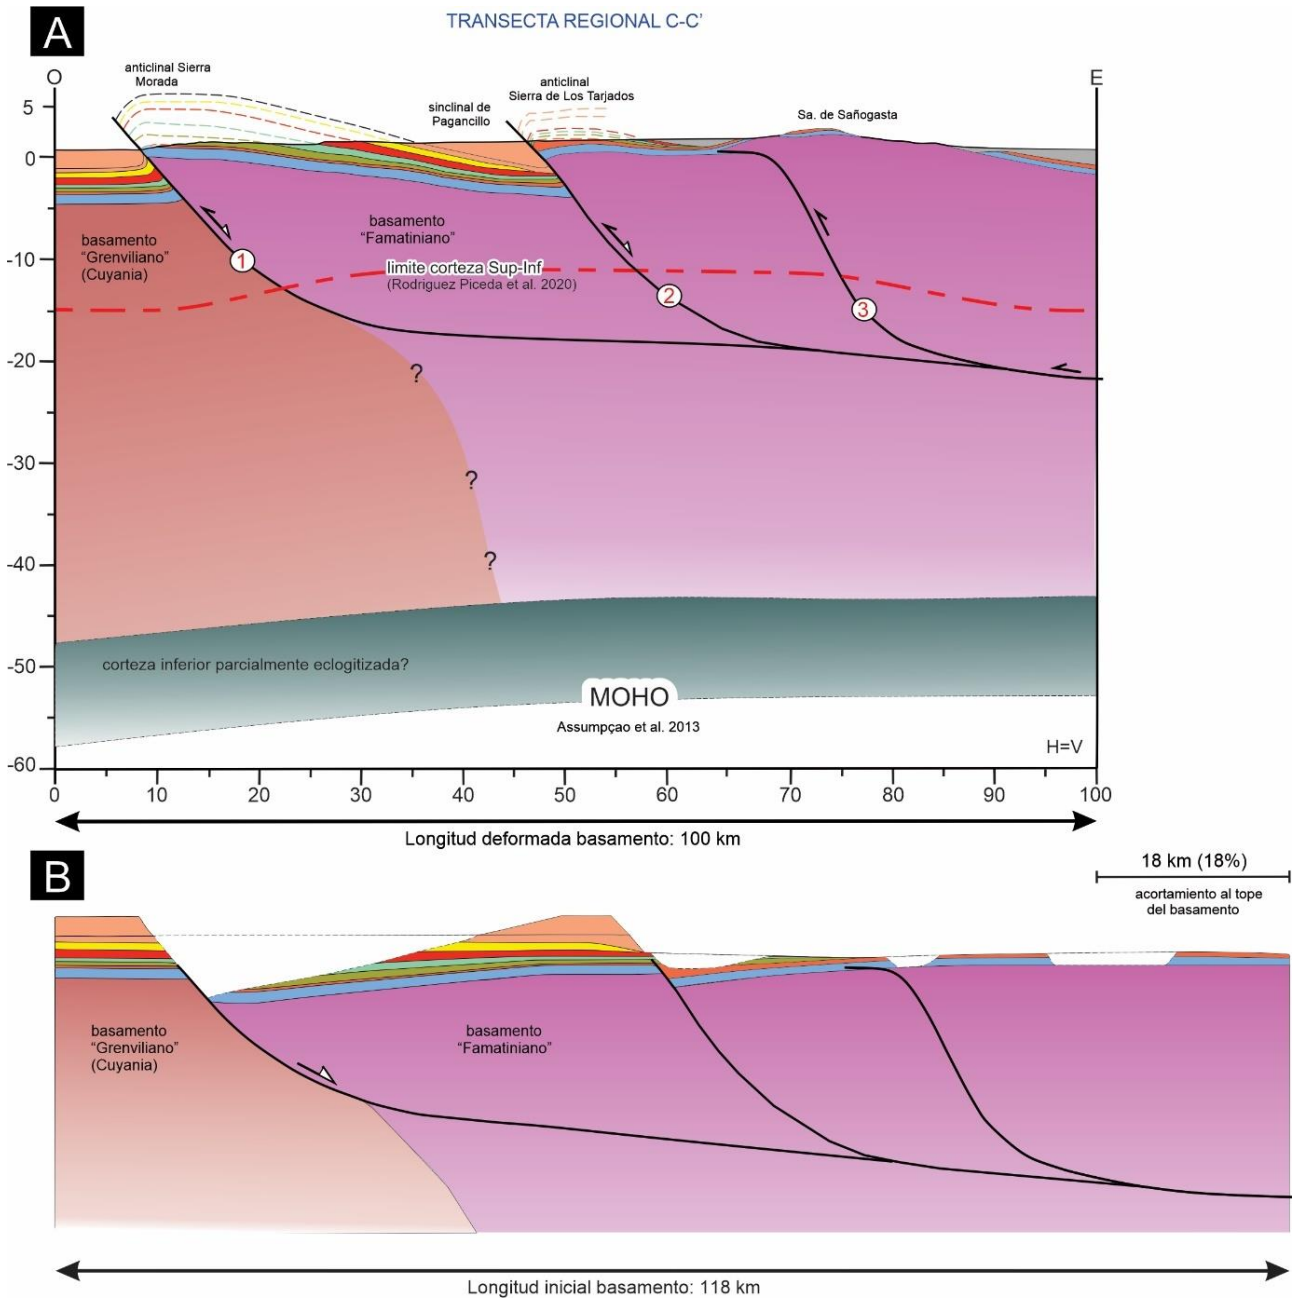 A
TRANSECTA REGIONAL C-C'
O
E
anticlinal Sierra
Morada
sinclinal de
Pagancillo
anticlinal
Sierra de Los Tarjados
Sa. de Sañogasta
5
0
-10
-20
-30
-40
-50
-60
basamento
"Grenviliano"
(Cuyania)
basamento
"Famatiniano"
limite corteza Sup-Inf
(Rodriguez Piceda et al. 2020)
1
2
3
?
?
?
corteza inferior parcialmente eclogitizada?
MOHO
Assumpçao et al. 2013
H=V
0 10 20 30 40 50 60 70 80 90 100
Longitud deformada basamento: 100 km
B
18 km (18%)
acortamiento al tope
del basamento
basamento
"Grenviliano"
(Cuyania)
basamento
"Famatiniano"
Longitud inicial basamento: 118 km